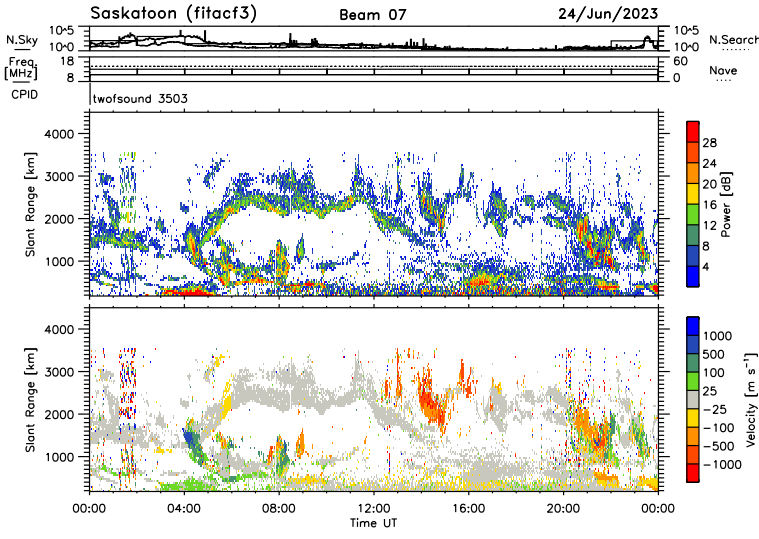 Saskatoon (fitacf3) Beam 07 24/Jun/2023
N.Sky 10^5 10^0 10^5 10^0 N.Search
Freq. [MHz] 18 8 60 0 Nave
CPID twofsound 3503
Slant Range [km] 4000 3000 2000 1000
28 24 20 16 12 8 4 Power [dB]
Slant Range [km] 4000 3000 2000 1000
1000 500 100 25 −25 −100 −500 −1000 Velocity [m s⁻¹]
00:00 04:00 08:00 12:00 16:00 20:00 00:00
Time UT